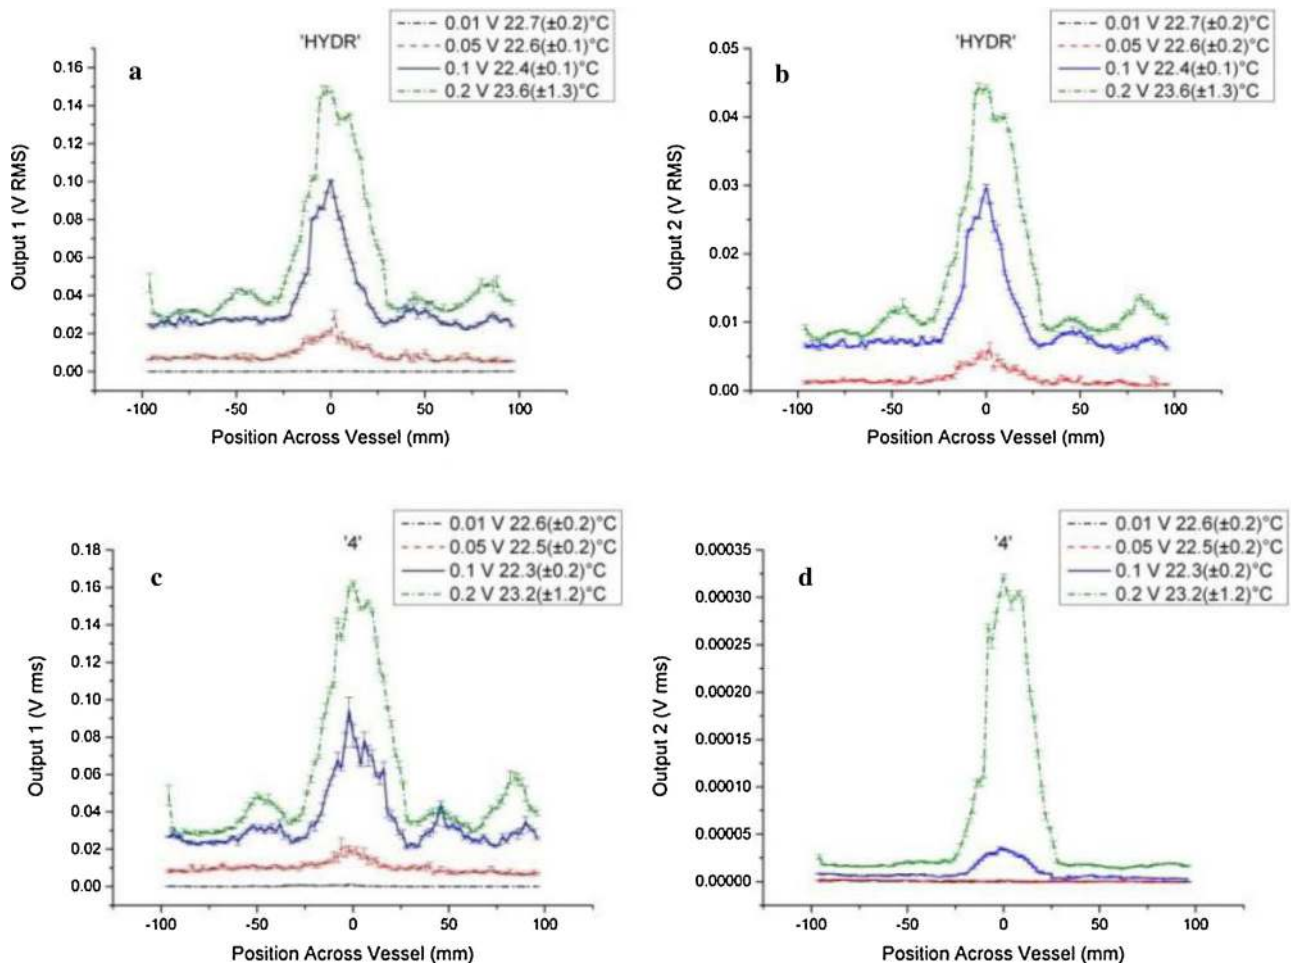 a
'HYDR'
0.01 V 22.7(±0.2)°C
0.05 V 22.6(±0.1)°C
0.1 V 22.4(±0.1)°C
0.2 V 23.6(±1.3)°C
0.16
0.14
0.12
0.10
0.08
0.06
0.04
0.02
0.00
Output 1 (V RMS)
-100 -50 0 50 100
Position Across Vessel (mm)
b
'HYDR'
0.01 V 22.7(±0.2)°C
0.05 V 22.6(±0.2)°C
0.1 V 22.4(±0.1)°C
0.2 V 23.6(±1.3)°C
0.05
0.04
0.03
0.02
0.01
0.00
Output 2 (V RMS)
-100 -50 0 50 100
Position Across Vessel (mm)
c
'4'
0.01 V 22.6(±0.2)°C
0.05 V 22.5(±0.2)°C
0.1 V 22.3(±0.2)°C
0.2 V 23.2(±1.2)°C
0.18
0.16
0.14
0.12
0.10
0.08
0.06
0.04
0.02
0.00
Output 1 (V rms)
-100 -50 0 50 100
Position Across Vessel (mm)
d
'4'
0.01 V 22.6(±0.2)°C
0.05 V 22.5(±0.2)°C
0.1 V 22.3(±0.2)°C
0.2 V 23.2(±1.2)°C
0.00035
0.00030
0.00025
0.00020
0.00015
0.00010
0.00005
0.00000
Output 2 (V rms)
-100 -50 0 50 100
Position Across Vessel (mm)